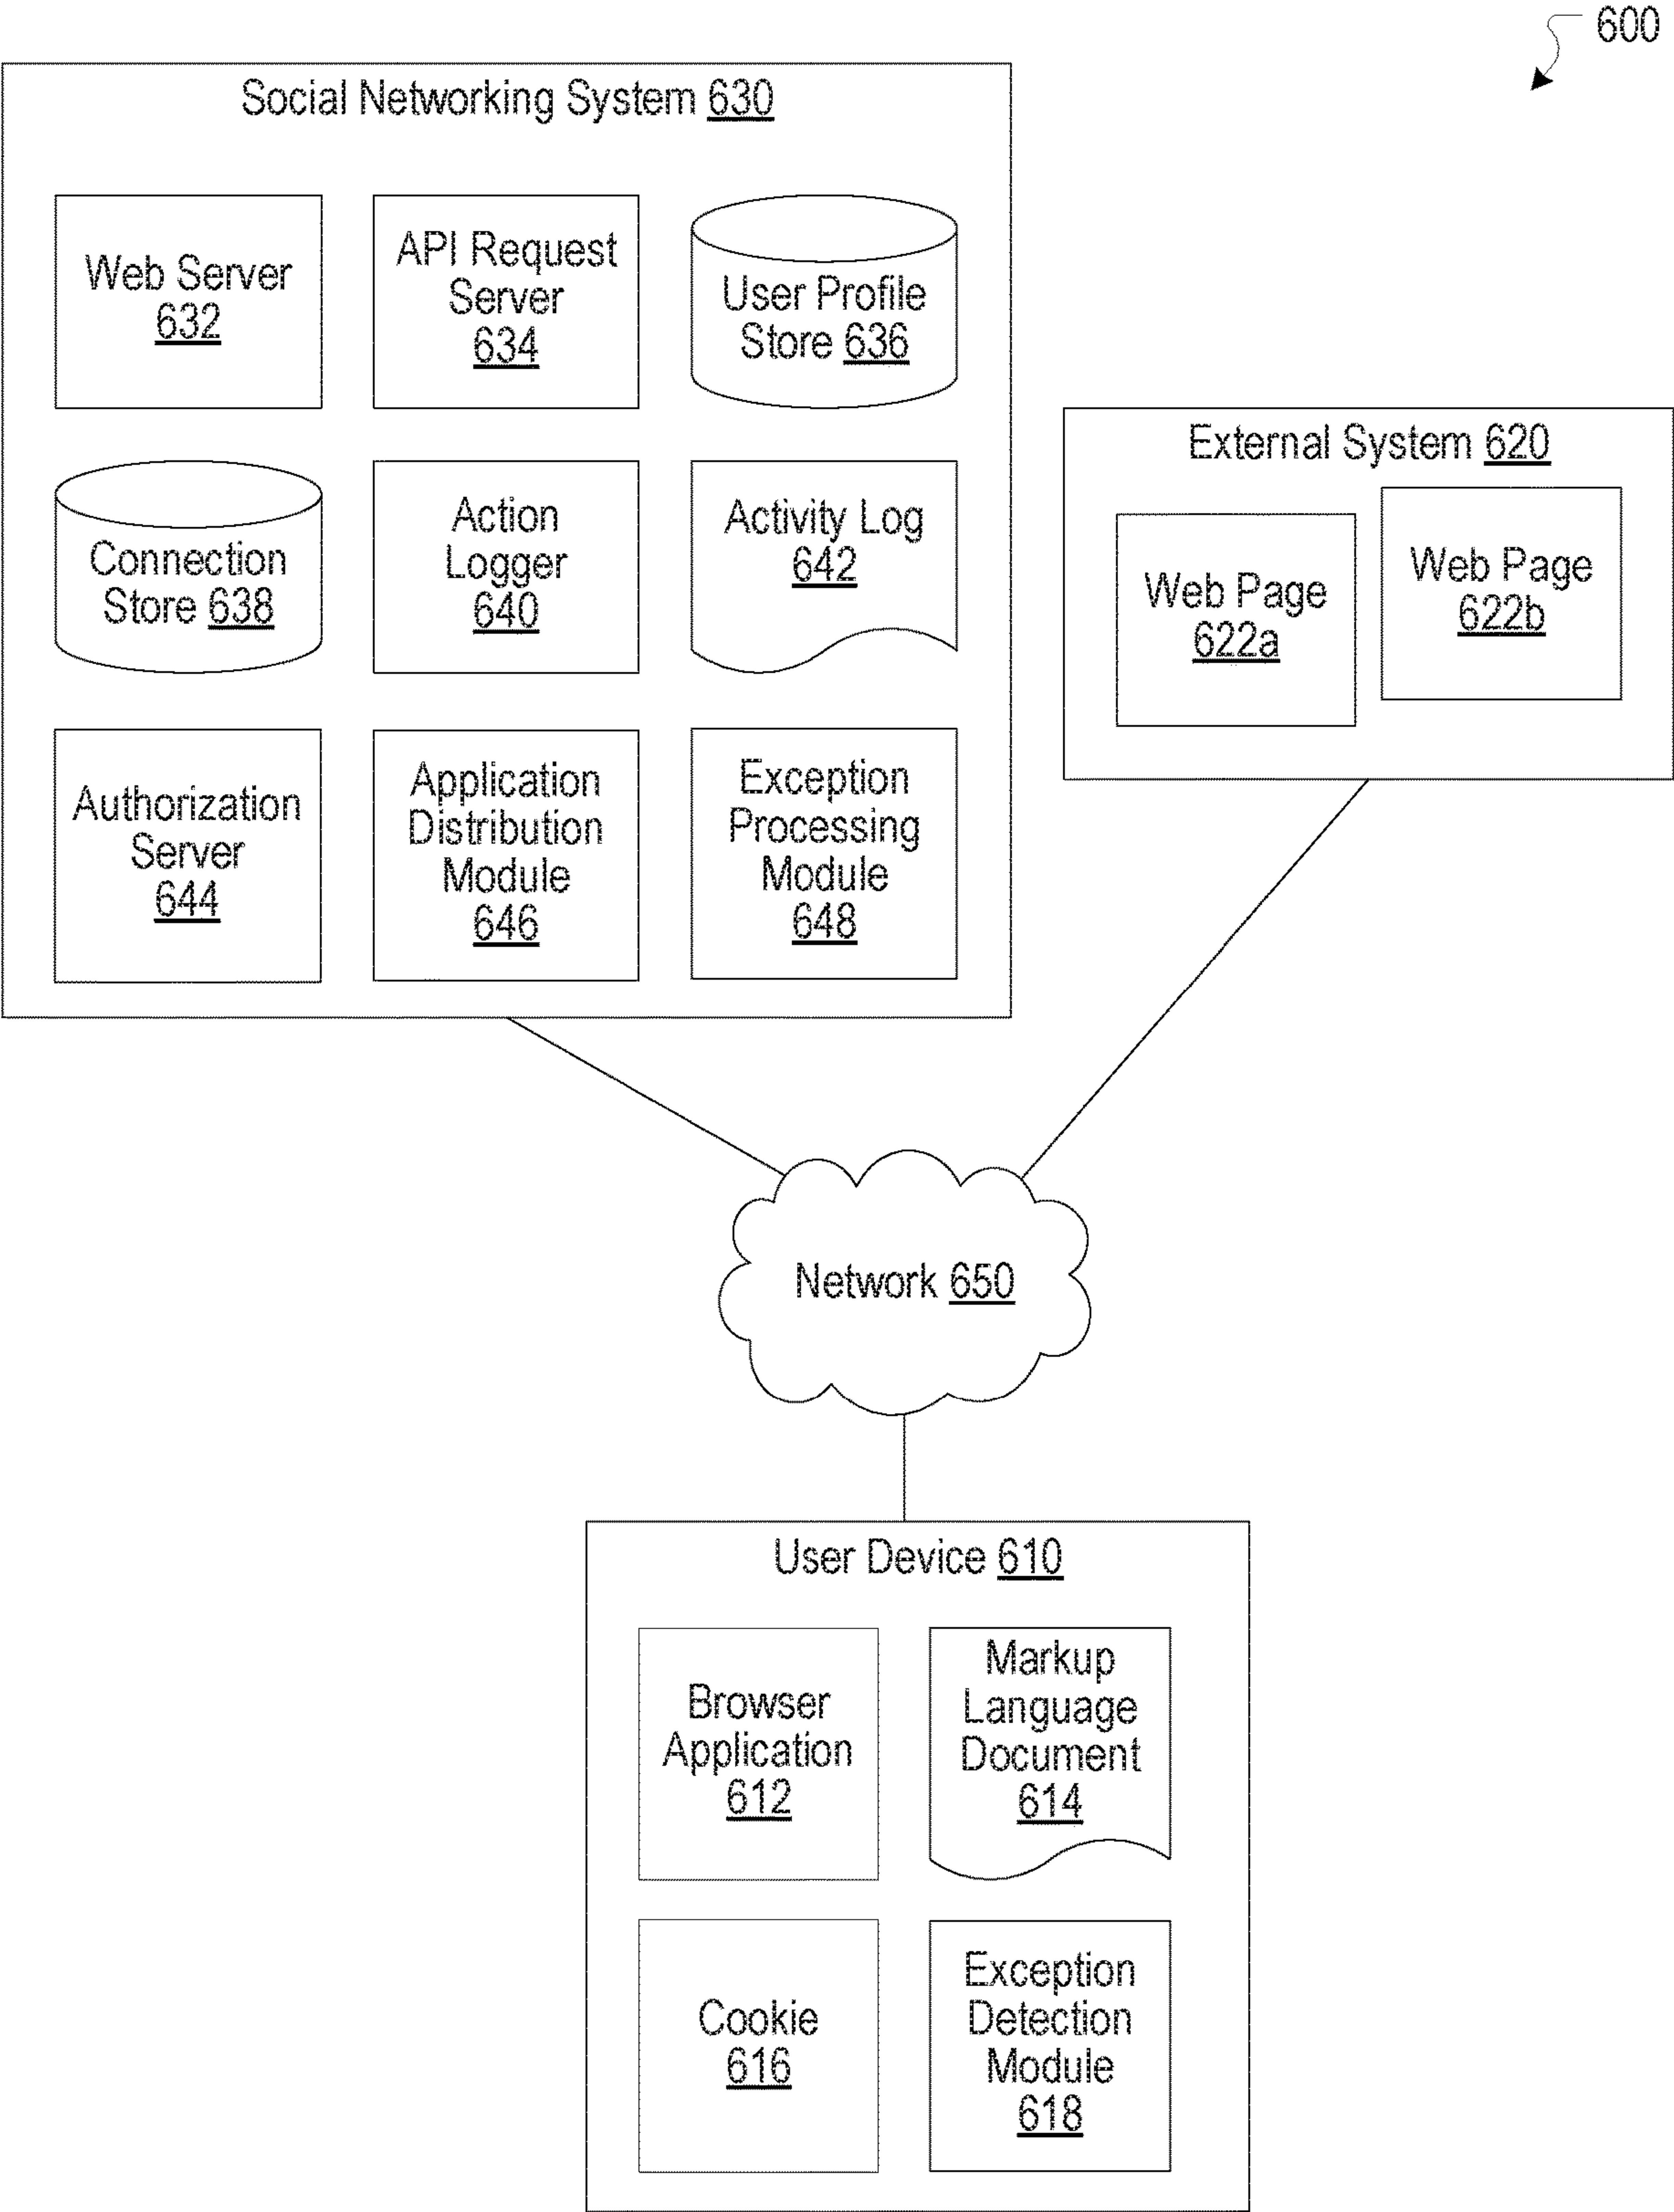 600
Social Networking System 630
Web Server
632
API Request
Server
634
User Profile
Store 636
Connection
Store 638
Action
Logger
640
Activity Log
642
Authorization
Server
644
Application
Distribution
Module
646
Exception
Processing
Module
648
External System 620
Web Page
622a
Web Page
622b
Network 650
User Device 610
Browser
Application
612
Markup
Language
Document
614
Cookie
616
Exception
Detection
Module
618